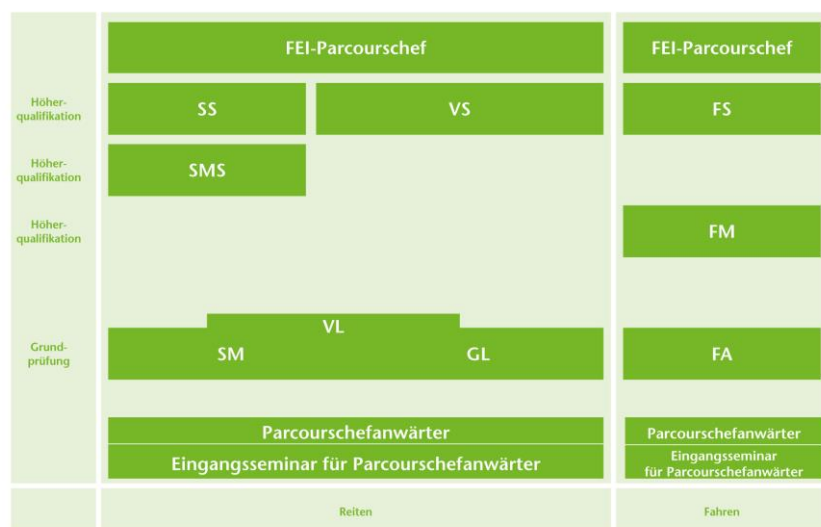 FEI-Parcourschef
FEI-Parcourschef
Höher-
qualifikation
SS
VS
FS
Höher-
qualifikation
SMS
Höher-
qualifikation
FM
VL
Grund-
prüfung
SM
GL
FA
Parcourschefanwärter
Parcourschefanwärter
Eingangsseminar für Parcourschefanwärter
Eingangsseminar
für Parcourschefanwärter
Reiten
Fahren